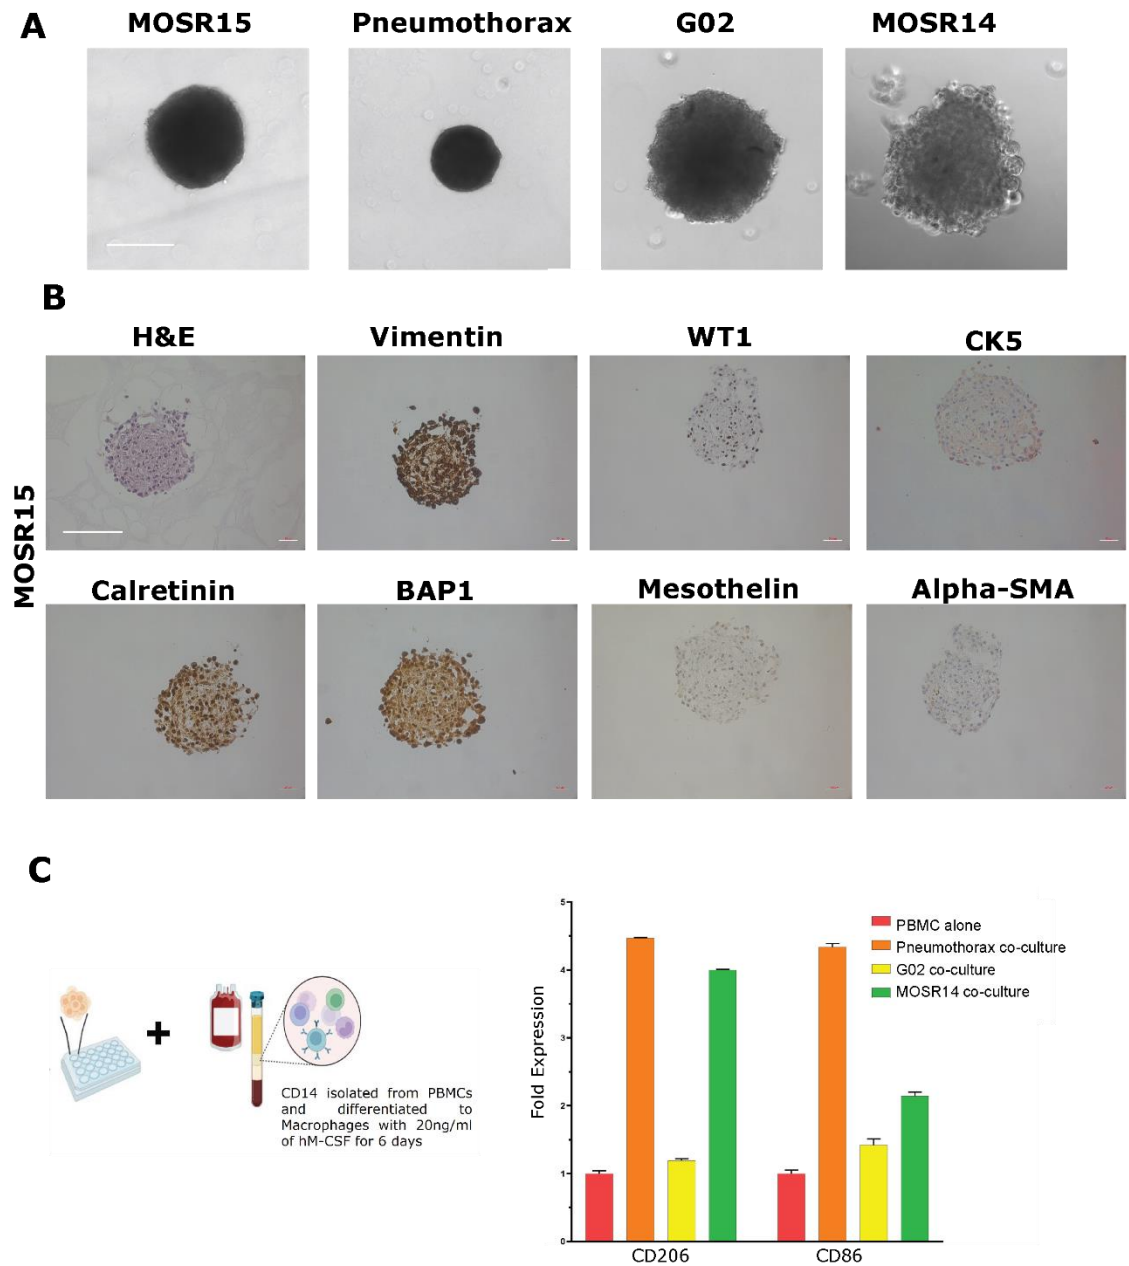 A
MOSR15
Pneumothorax
G02
MOSR14
B
H&E
Vimentin
WT1
CK5
MOSR15
Calretinin
BAP1
Mesothelin
Alpha-SMA
C
+
CD14 isolated from PBMCs
and differentiated to
Macrophages with 20ng/ml
of hM-CSF for 6 days
Fold Expression
5
4
3
2
1
0
CD206
CD86
PBMC alone
Pneumothorax co-culture
G02 co-culture
MOSR14 co-culture